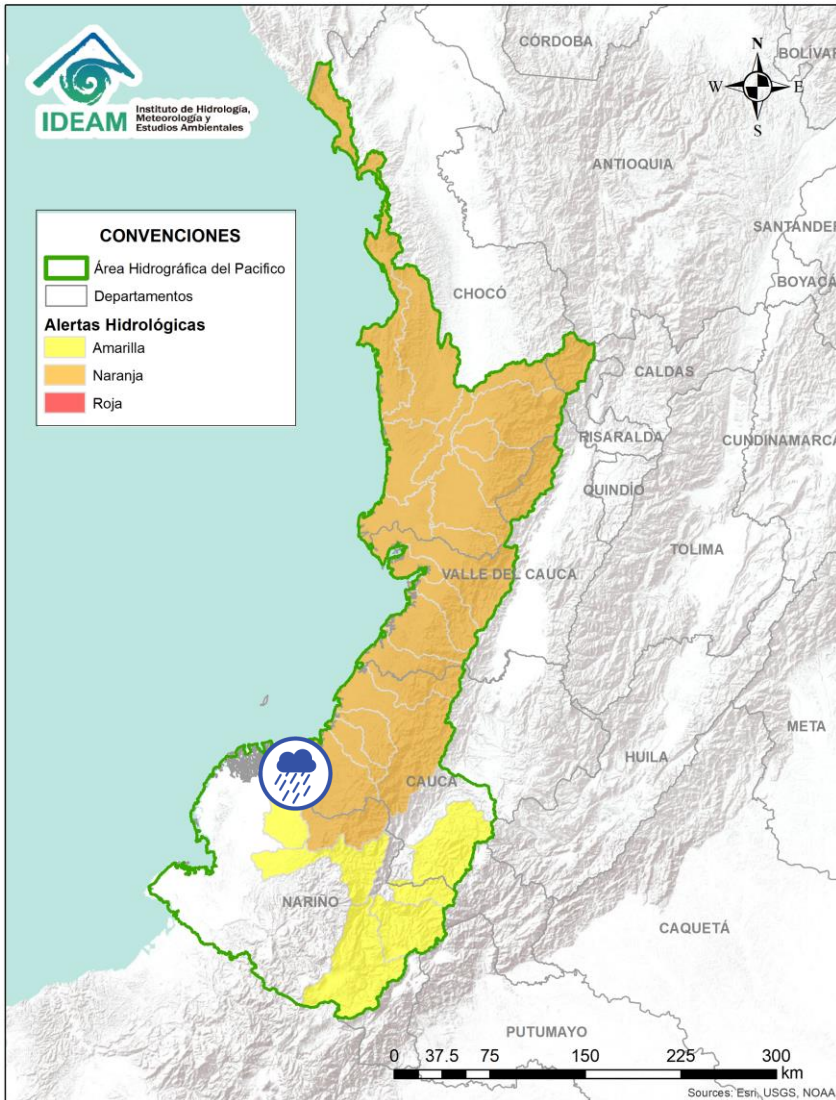 IDEAM
Instituto de Hidrología,
Meteorología y
Estudios Ambientales
N
W
E
S
CONVENCIONES
Área Hidrográfica del Pacifico
Departamentos
Alertas Hidrológicas
Amarilla
Naranja
Roja
CÓRDOBA
BOLÍVAR
ANTIOQUIA
SANTANDER
BOYACÁ
CHOCÓ
CALDAS
RISARALDA
CUNDINAMARCA
QUINDÍO
TOLIMA
VALLE DEL CAUCA
META
HUILA
CAUCA
NARIÑO
CAQUETÁ
PUTUMAYO
0 37.5 75 150 225 300
km
Sources: Esri, USGS, NOAA